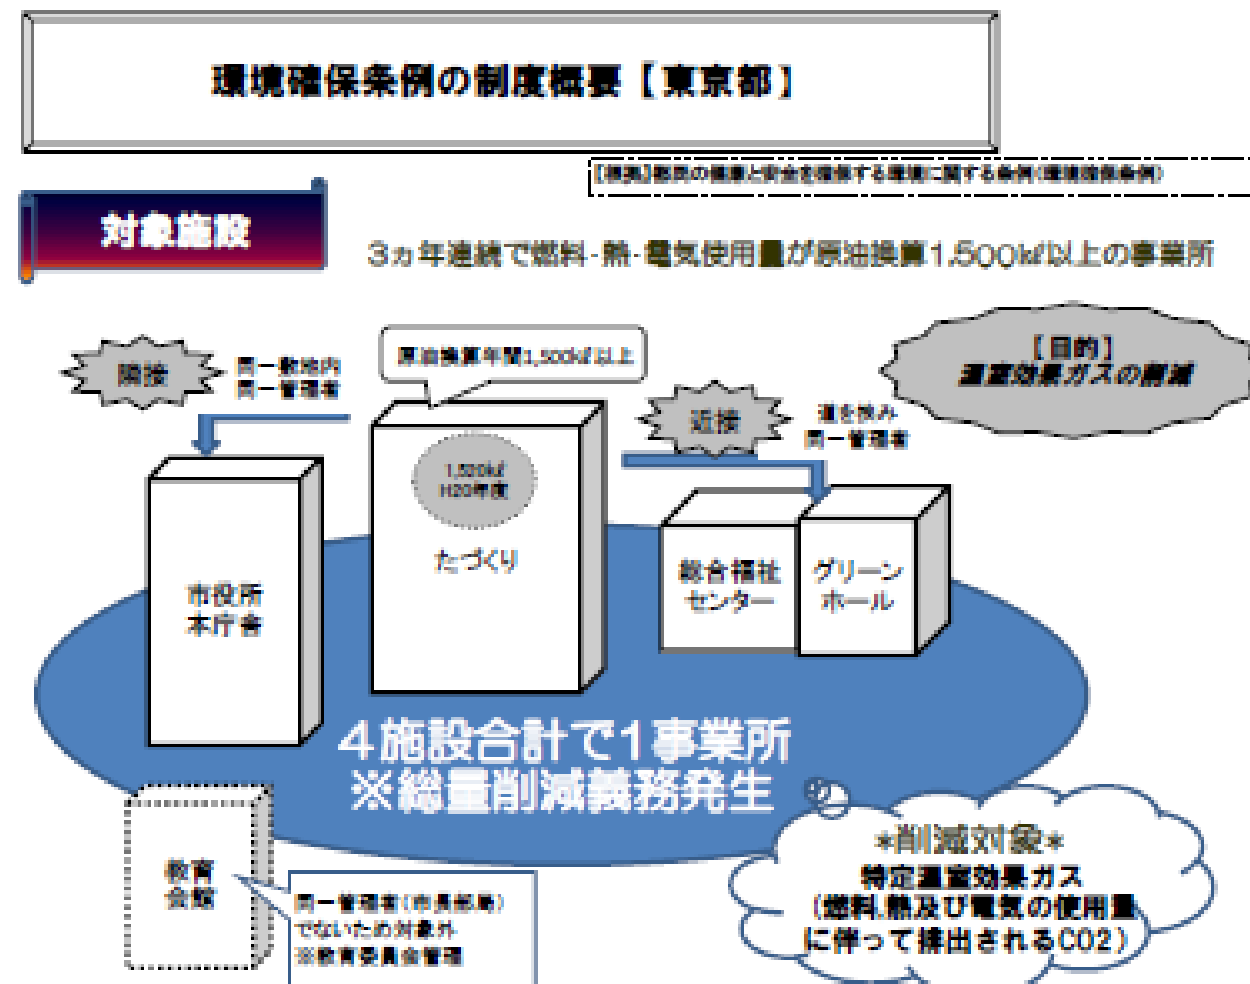 環境確保条例の制度概要【東京都】
[根拠]都民の健康と安全を確保する環境に関する条例(環境確保条例)
対象施設
3カ年連続で燃料・熱・電気使用量が原油換算1,500㎘以上の事業所
隣接
同一敷地内
同一管理者
原油換算年間1,500㎘以上
近接
道を挟み
同一管理者
【目的】
温室効果ガスの削減
1,520㎘
H20年度
たづくり
市役所
本庁舎
総合福祉
センター
グリーン
ホール
4施設合計で1事業所
※総量削減義務発生
教育
会館
同一管理者(市長部局)
でないため対象外
※教育委員会管理
*削減対象*
特定温室効果ガス
(燃料、熱及び電気の使用量
に伴って排出されるCO2)